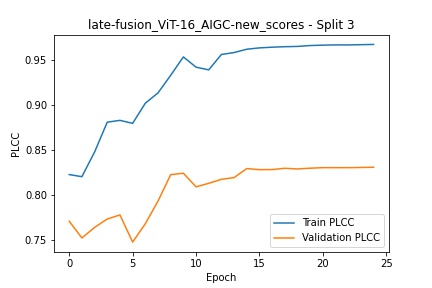 late-fusion_ViT-16_AIGC-new_scores - Split 3
0.95
0.90
0.85
0.80
0.75
PLCC
Train PLCC
Validation PLCC
0 5 10 15 20 25
Epoch